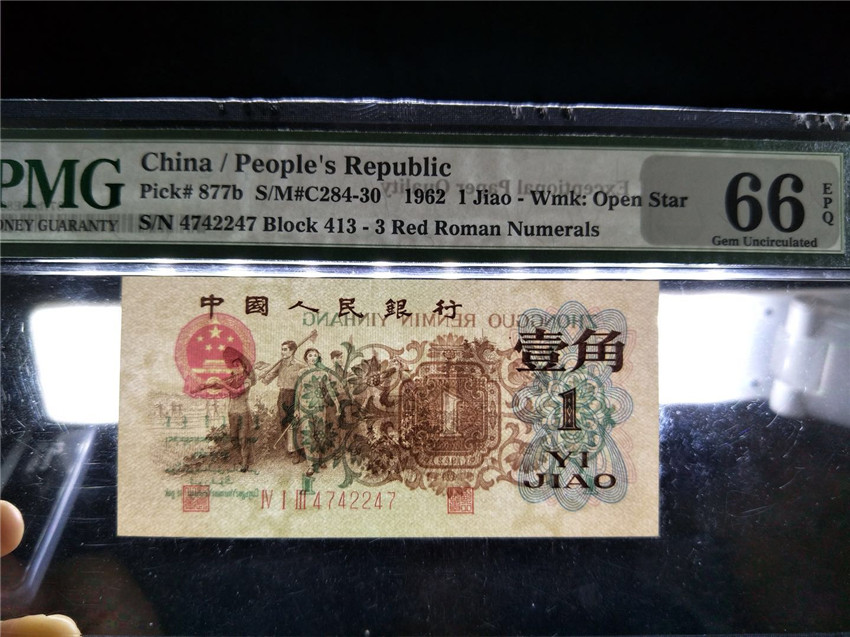 PMG
ONEY GUARANTY
China / People's Republic
Pick# 877b S/M#C284-30 1962 1 Jiao - Wmk: Open Star
S/N 4742247 Block 413 - 3 Red Roman Numerals
66
EPQ
Gem Uncirculated
Exceptional Paper Quality
中國人民銀行
ZHONGGUO RENMIN YINHANG
壹角
1
1
YI
JIAO
Ⅳ Ⅰ Ⅲ 4742247